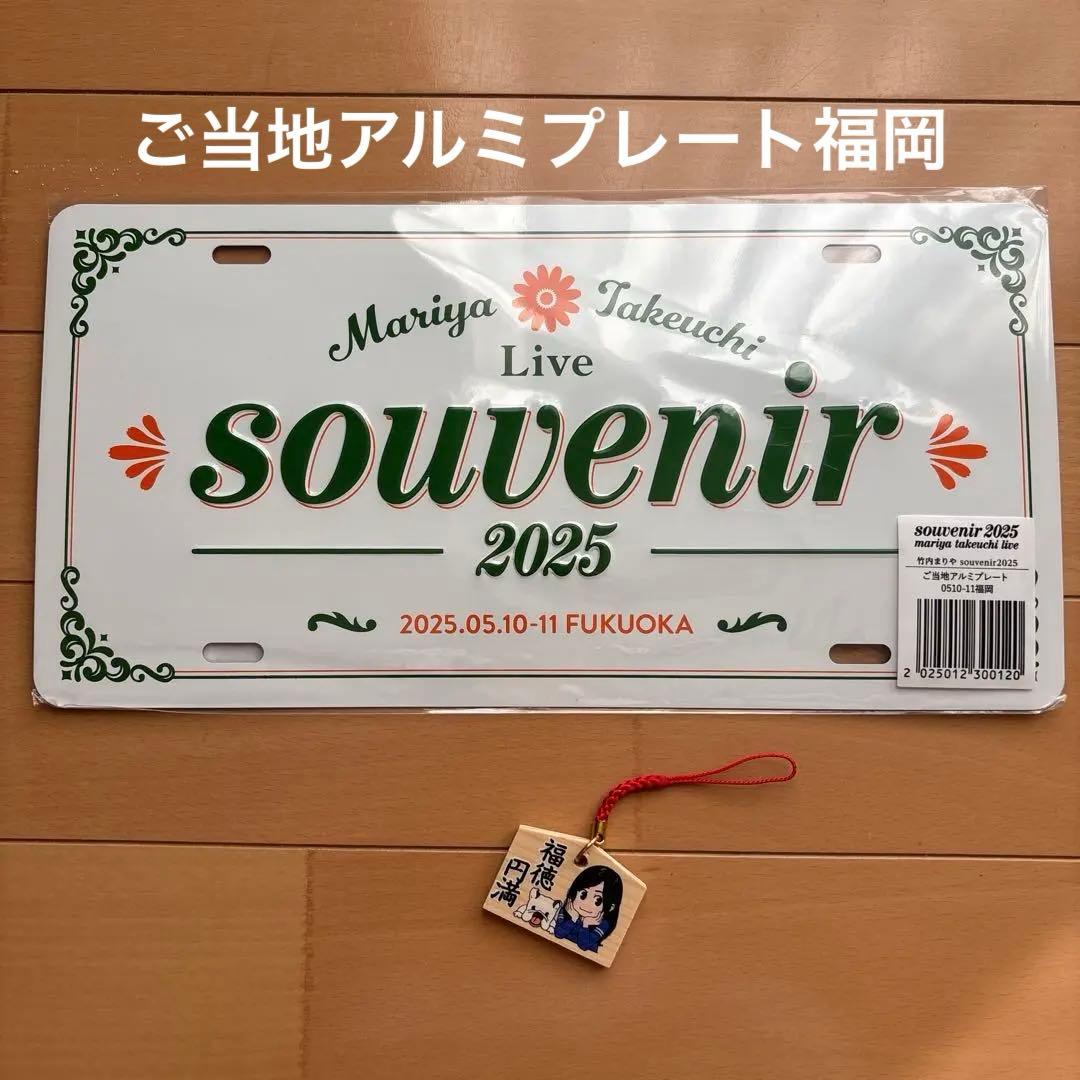 ご当地アルミプレート福岡
Mariya Takeuchi
Live
souvenir
2025
2025.05.10-11 FUKUOKA
souvenir 2025
mariya takeuchi live
竹内まりや souvenir2025
ご当地アルミプレート
0510-11福岡
2 025012 300120
福徳
円満